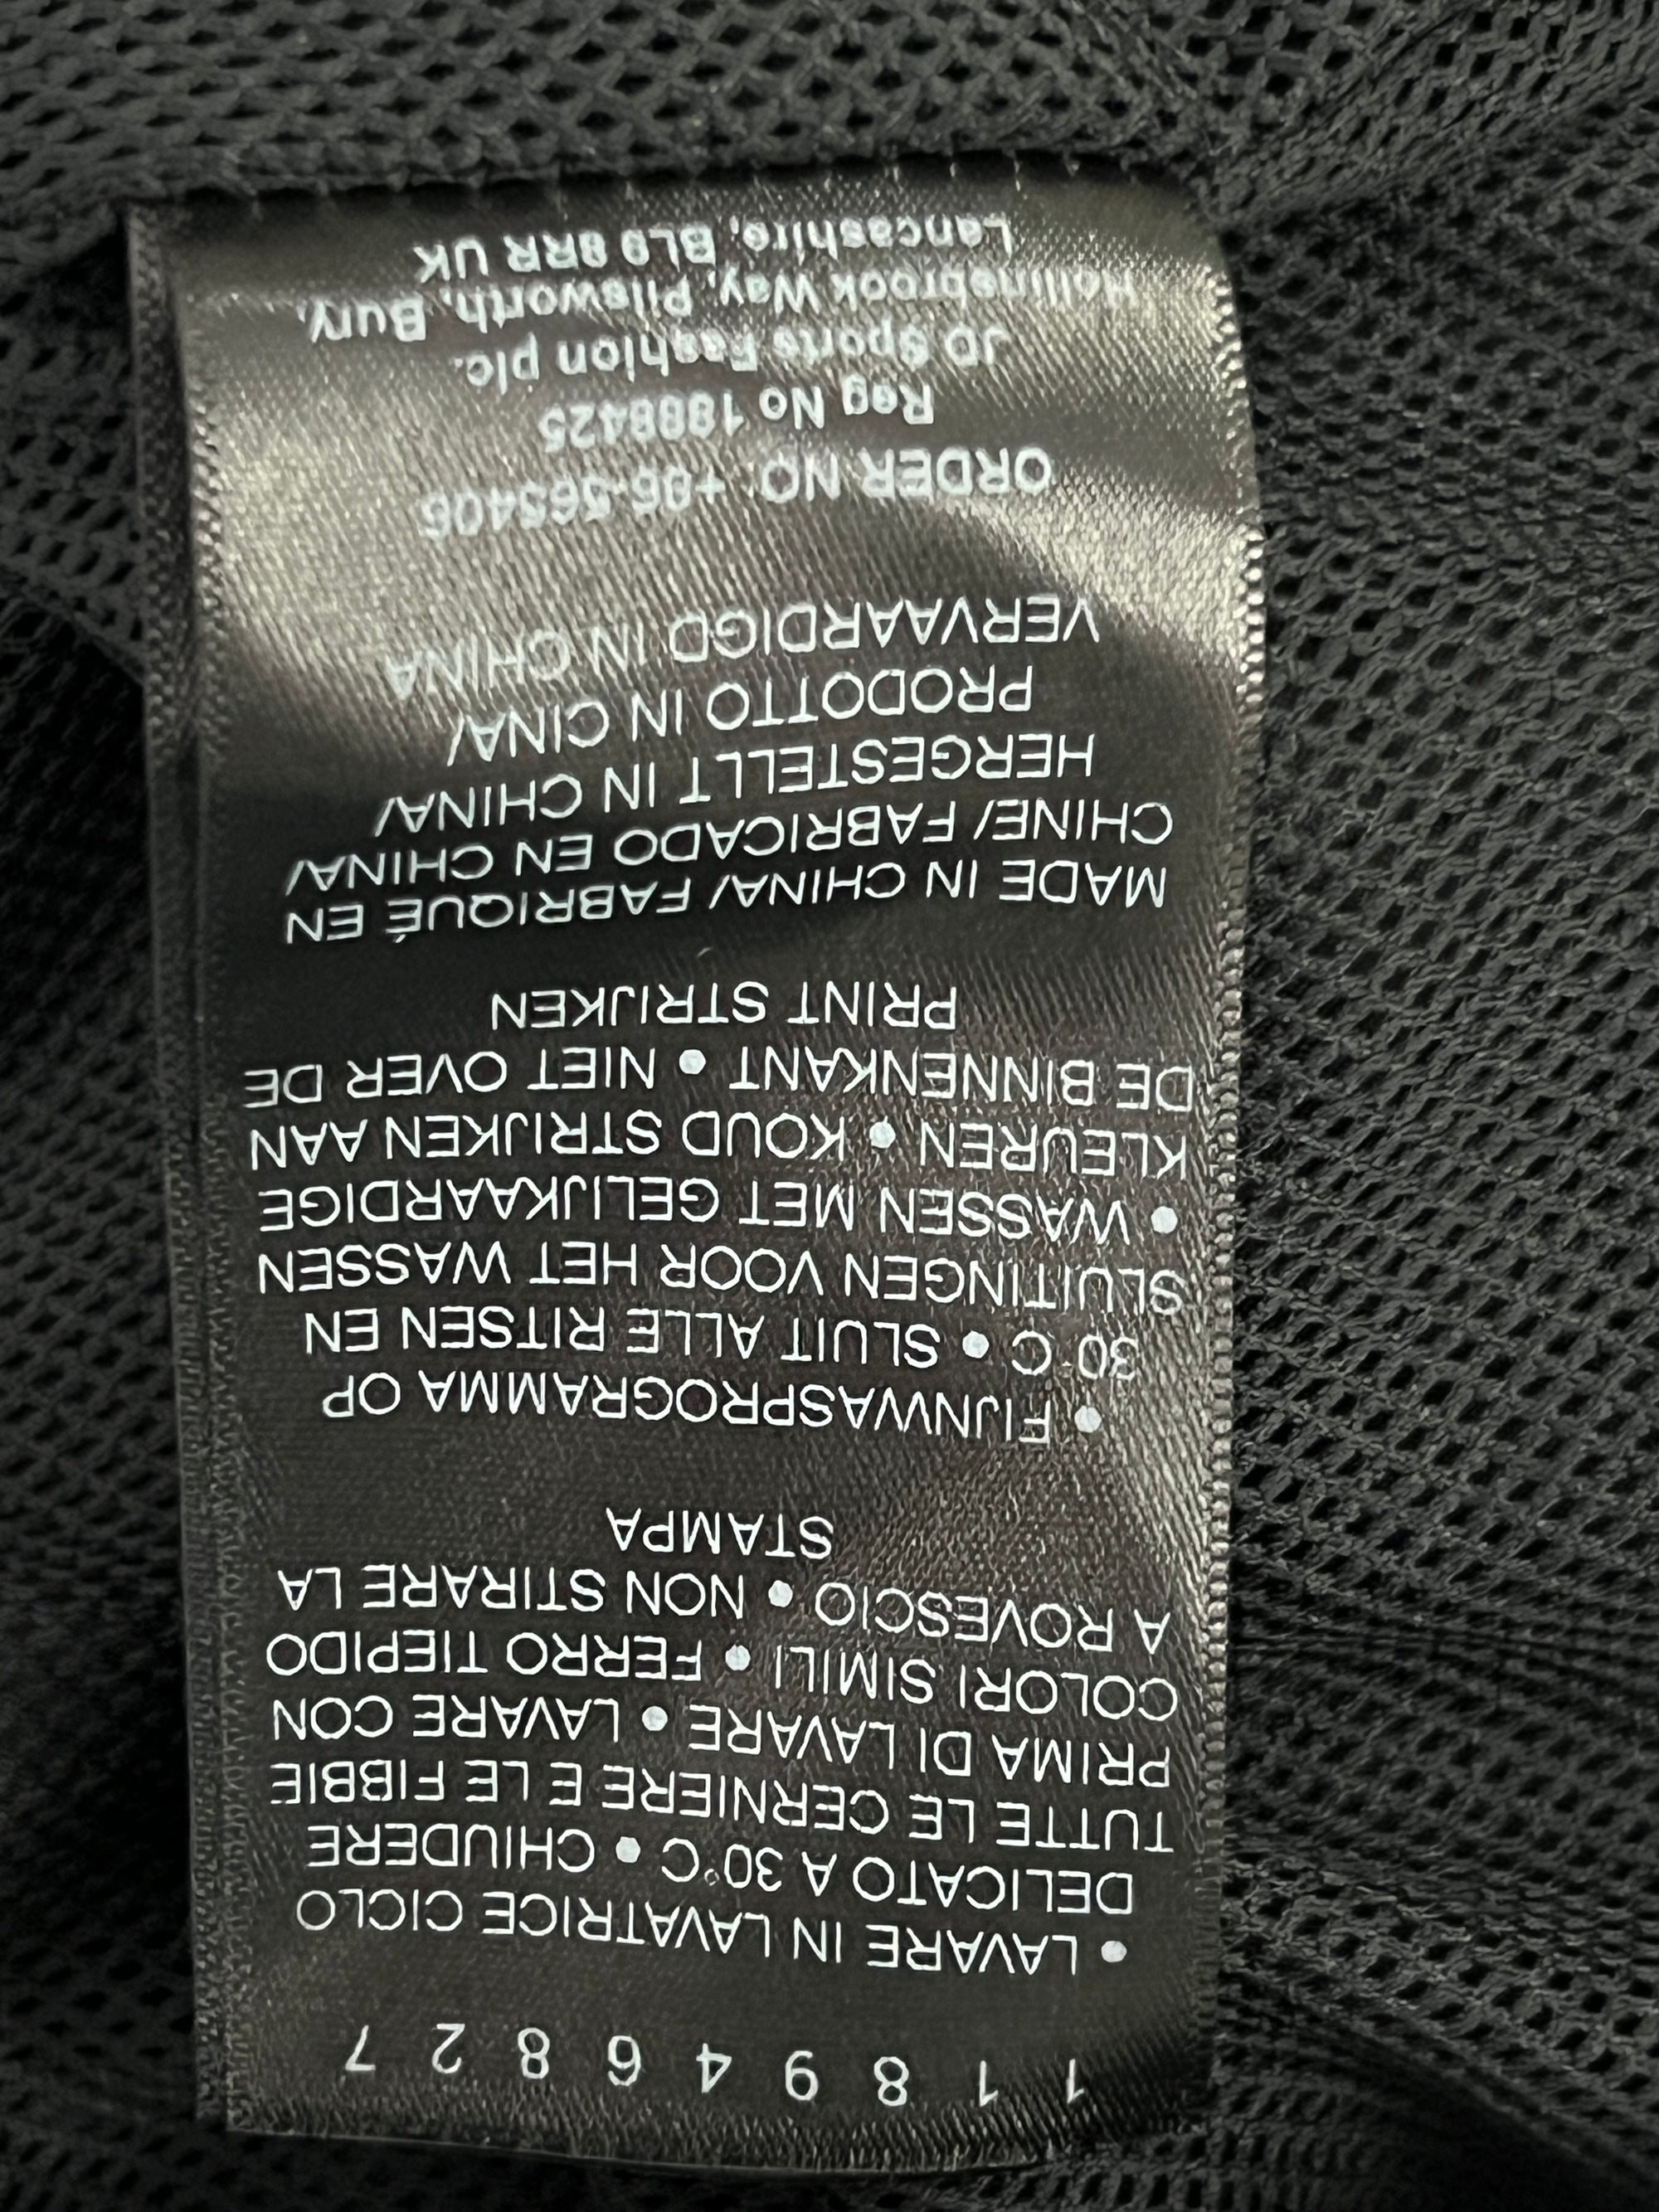 1 1 8 9 4 6 8 2 7
• LAVARE IN LAVATRICE CICLO
DELICATO A 30°C • CHIUDERE
TUTTE LE CERNIERE E LE FIBBIE
PRIMA DI LAVARE • LAVARE CON
COLORI SIMILI • FERRO TIEPIDO
A ROVESCIO • NON STIRARE LA
STAMPA
• FIJNWASPROGRAMMA OP
30 C • SLUIT ALLE RITSEN EN
SLUITINGEN VOOR HET WASSEN
• WASSEN MET GELIJKAARDIGE
KLEUREN • KOUD STRIJKEN AAN
DE BINNENKANT • NIET OVER DE
PRINT STRIJKEN
MADE IN CHINA/ FABRIQUÉ EN
CHINE/ FABRICADO EN CHINA/
HERGESTELLT IN CHINA/
PRODOTTO IN CINA/
VERVAARDIGD IN CHINA
ORDER NO: +86-565406
Reg No 1888425
JD Sports Fashion plc.
Hollinsbrook Way, Pilsworth, Bury,
Lancashire, BL9 8RR UK